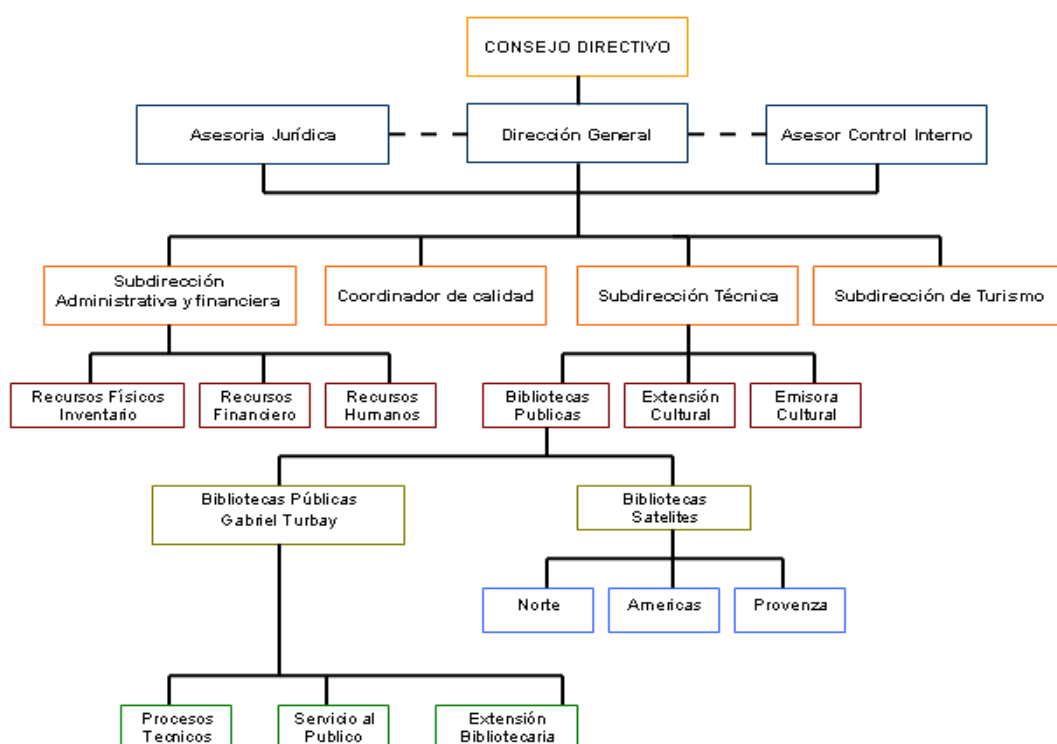 CONSEJO DIRECTIVO
Asesoria Jurídica
Dirección General
Asesor Control Interno
Subdirección
Administrativa y financiera
Coordinador de calidad
Subdirección Técnica
Subdirección de Turismo
Recursos Físicos
Inventario
Recursos
Financiero
Recursos
Humanos
Bibliotecas
Publicas
Extensión
Cultural
Emisora
Cultural
Bibliotecas Públicas
Gabriel Turbay
Bibliotecas
Satelites
Norte
Americas
Provenza
Procesos
Tecnicos
Servicio al
Publico
Extensión
Bibliotecaria